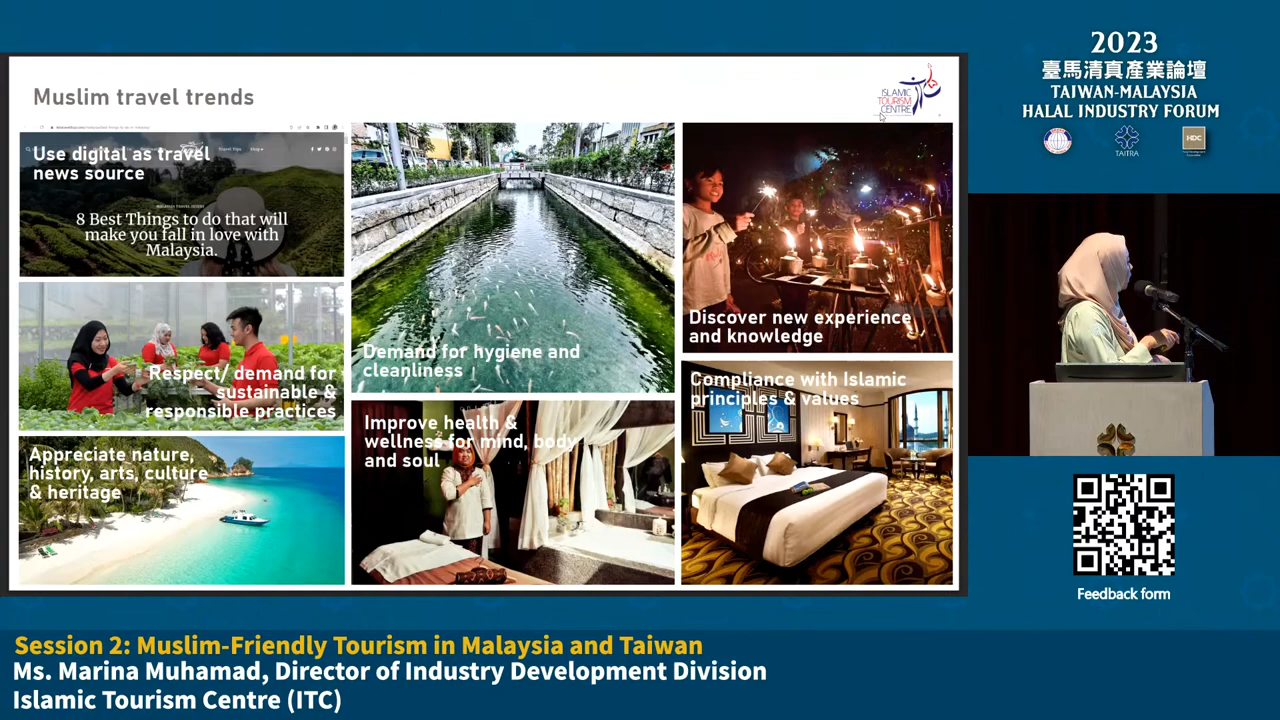 Muslim travel trends
ISLAMIC
TOURISM
CENTRE
Use digital as travel
news source
Travel Tips
Shop
8 Best Things to do that will
make you fall in love with
Malaysia.
Respect/ demand for
sustainable &
responsible practices
Appreciate nature,
history, arts, culture
& heritage
Demand for hygiene and
cleanliness
Improve health &
wellness for mind, body
and soul
Discover new experience
and knowledge
Compliance with Islamic
principles & values
2023
臺馬清真產業論壇
TAIWAN-MALAYSIA
HALAL INDUSTRY FORUM
TAITRA
HDC
Feedback form
Session 2: Muslim-Friendly Tourism in Malaysia and Taiwan
Ms. Marina Muhamad, Director of Industry Development Division
Islamic Tourism Centre (ITC)